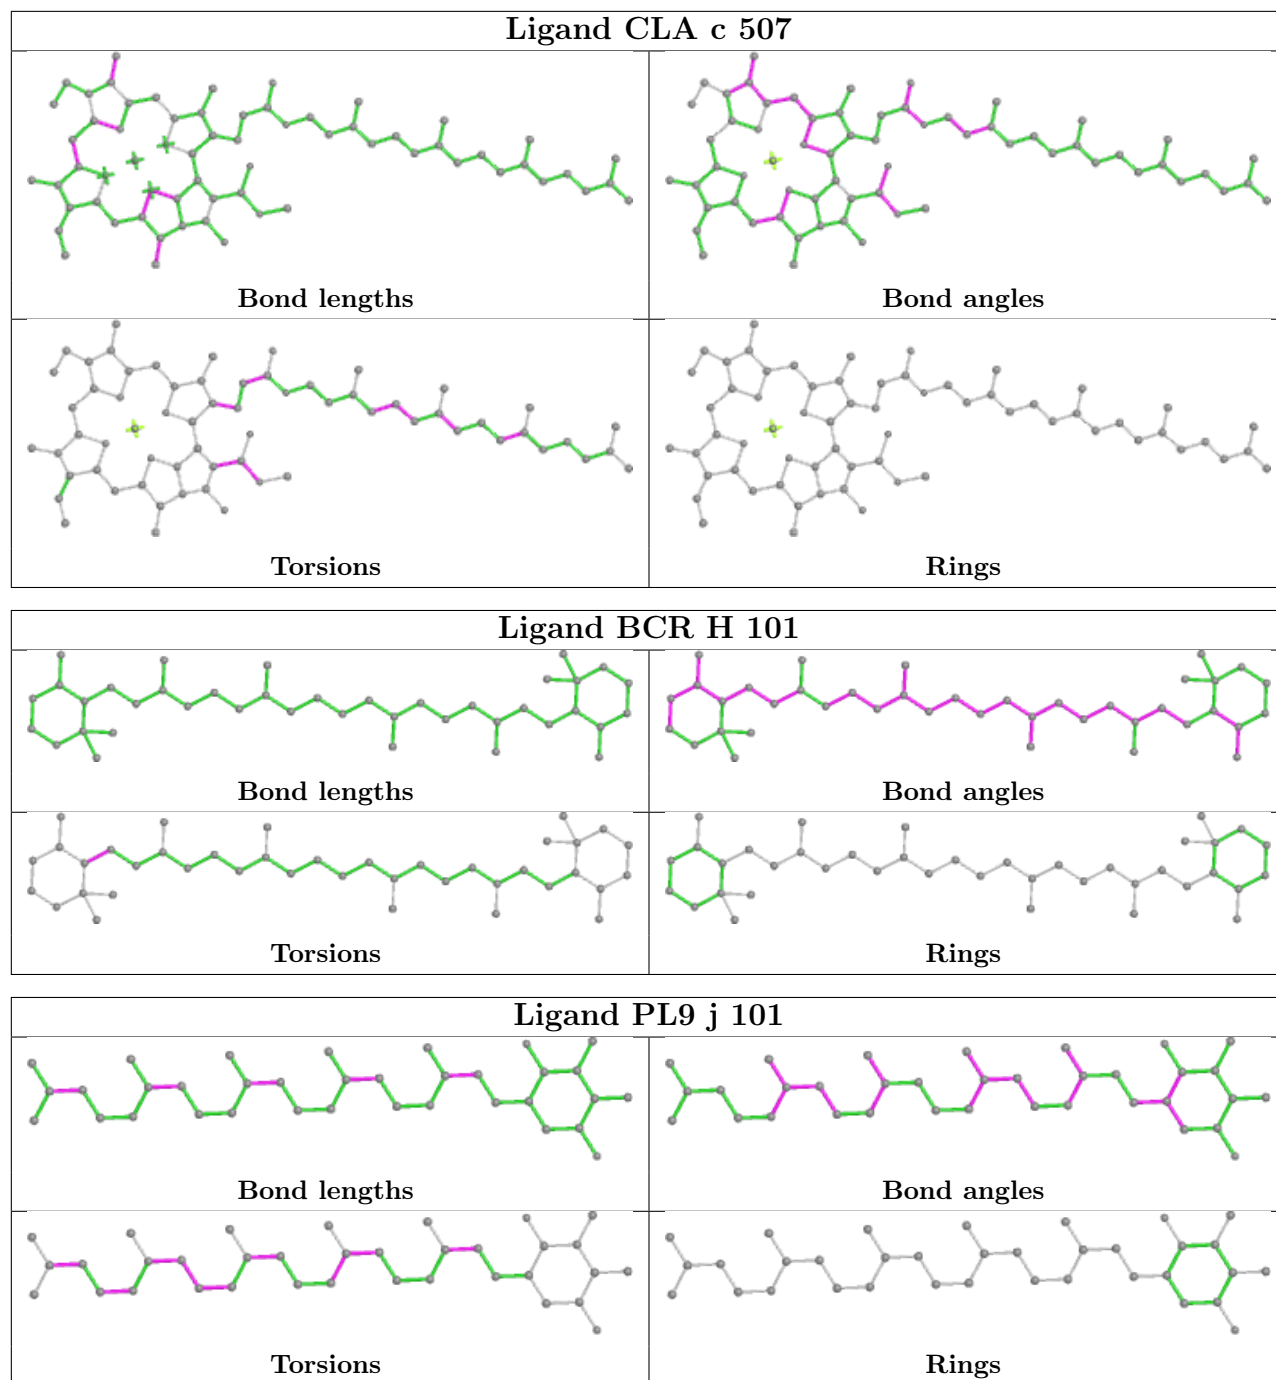 Ligand CLA c 507
Bond lengths
Bond angles
Torsions
Rings
Ligand BCR H 101
Bond lengths
Bond angles
Torsions
Rings
Ligand PL9 j 101
Bond lengths
Bond angles
Torsions
Rings